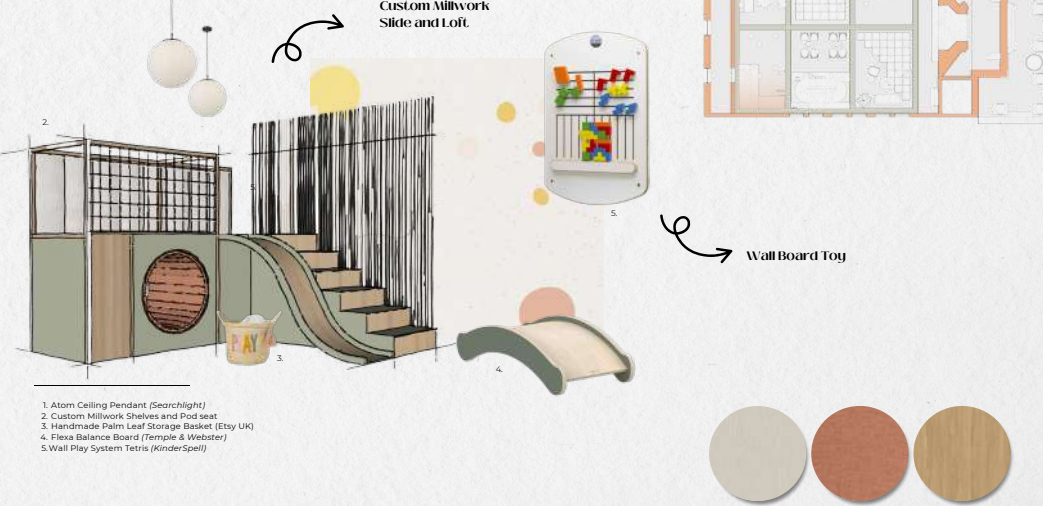 Custom Millwork
Slide and Loft
2.
5.
5.
Wall Board Toy
PLAY
3.
4.
1. Atom Ceiling Pendant (Searchlight)
2. Custom Millwork Shelves and Pod seat
3. Handmade Palm Leaf Storage Basket (Etsy UK)
4. Flexa Balance Board (Temple & Webster)
5.Wall Play System Tetris (KinderSpell)